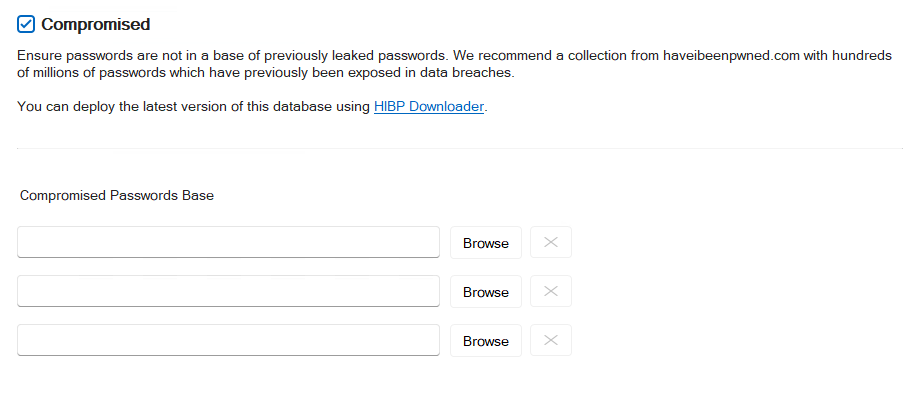 Compromised
Ensure passwords are not in a base of previously leaked passwords. We recommend a collection from haveibeenpwned.com with hundreds
of millions of passwords which have previously been exposed in data breaches.
You can deploy the latest version of this database using HIBP Downloader.
Compromised Passwords Base
Browse
Browse
Browse